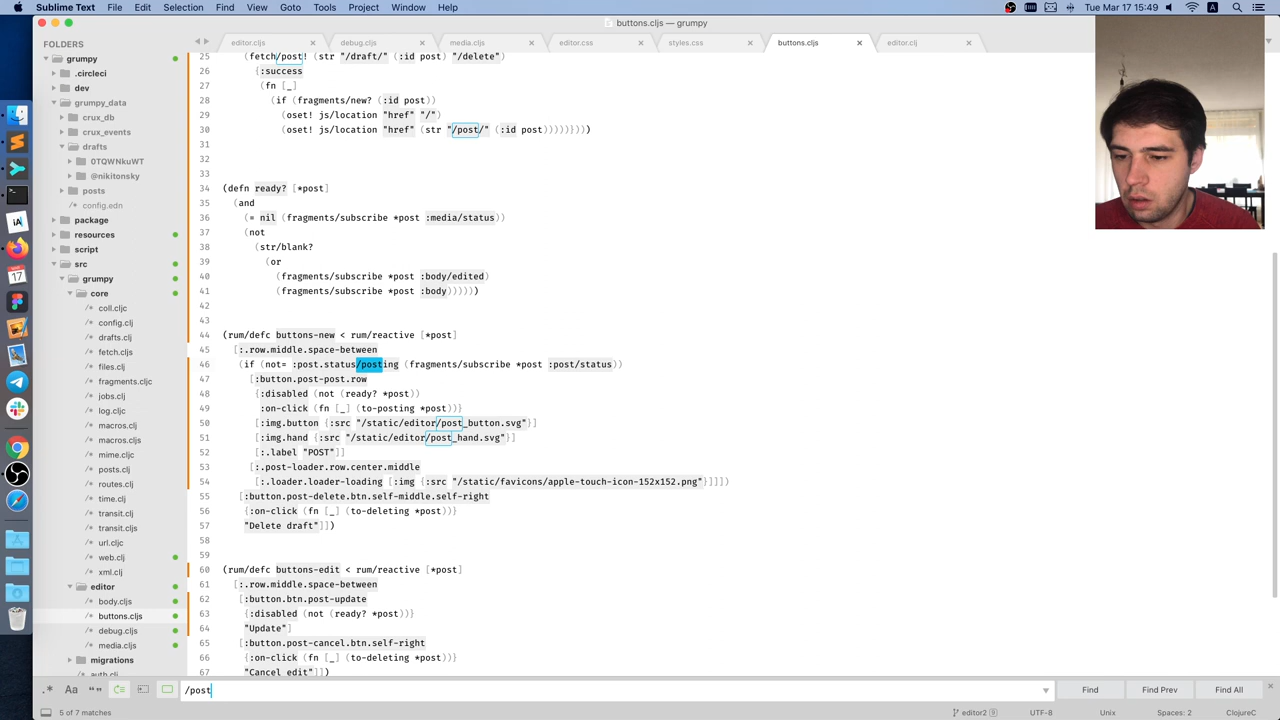 Sublime Text File Edit Selection Find View Goto Tools Project Window Help
Tue 17 March 15:49
buttons.cljs — grumpy
FOLDERS
editor.cljs debug.cljs media.cljs editor.css styles.css buttons.cljs editor.clj
grumpy
.circleci
dev
grumpy_data
crux_db
crux_events
drafts
0TQWNkuWT
@nikitonsky
posts
config.edn
package
resources
script
src
grumpy
core
coll.cljc
config.clj
drafts.clj
fetch.cljs
files.clj
fragments.cljc
jobs.clj
log.cljc
macros.clj
macros.cljs
mime.cljc
posts.clj
routes.clj
time.clj
transit.clj
transit.cljs
url.cljc
web.clj
xml.clj
editor
body.cljs
buttons.cljs
debug.cljs
media.cljs
migrations
auth.clj
25 (fetch/post! (str "/draft/" (:id post) "/delete")
26 {:success
27 (fn [_]
28 (if (fragments/new? (:id post))
29 (oset! js/location "href" "/")
30 (oset! js/location "href" (str "/post/" (:id post)))))}))
31
32
33
34 (defn ready? [*post]
35 (and
36 (= nil (fragments/subscribe *post :media/status))
37 (not
38 (str/blank?
39 (or
40 (fragments/subscribe *post :body/edited)
41 (fragments/subscribe *post :body)))))
42
43
44 (rum/defc buttons-new < rum/reactive [*post]
45 [:.row.middle.space-between
46 (if (not= :post.status/posting (fragments/subscribe *post :post/status))
47 [:button.post-post.row
48 {:disabled (not (ready? *post))
49 :on-click (fn [_] (to-posting *post))}
50 [:img.button {:src "/static/editor/post_button.svg"}]
51 [:img.hand {:src "/static/editor/post_hand.svg"}]
52 [:.label "POST"]]
53 [:.post-loader.row.center.middle
54 [:.loader.loader-loading [:img {:src "/static/favicons/apple-touch-icon-152x152.png"}]]])
55 [:button.post-delete.btn.self-middle.self-right
56 {:on-click (fn [_] (to-deleting *post))}
57 "Delete draft"]])
58
59
60 (rum/defc buttons-edit < rum/reactive [*post]
61 [:.row.middle.space-between
62 [:button.btn.post-update
63 {:disabled (not (ready? *post))}
64 "Update"]
65 [:button.post-cancel.btn.self-right
66 {:on-click (fn [_] (to-deleting *post))}
67 "Cancel edit"]])
/post
Find Find Prev Find All
5 of 7 matches
editor2 9 UTF-8 Unix Spaces: 2 ClojureC